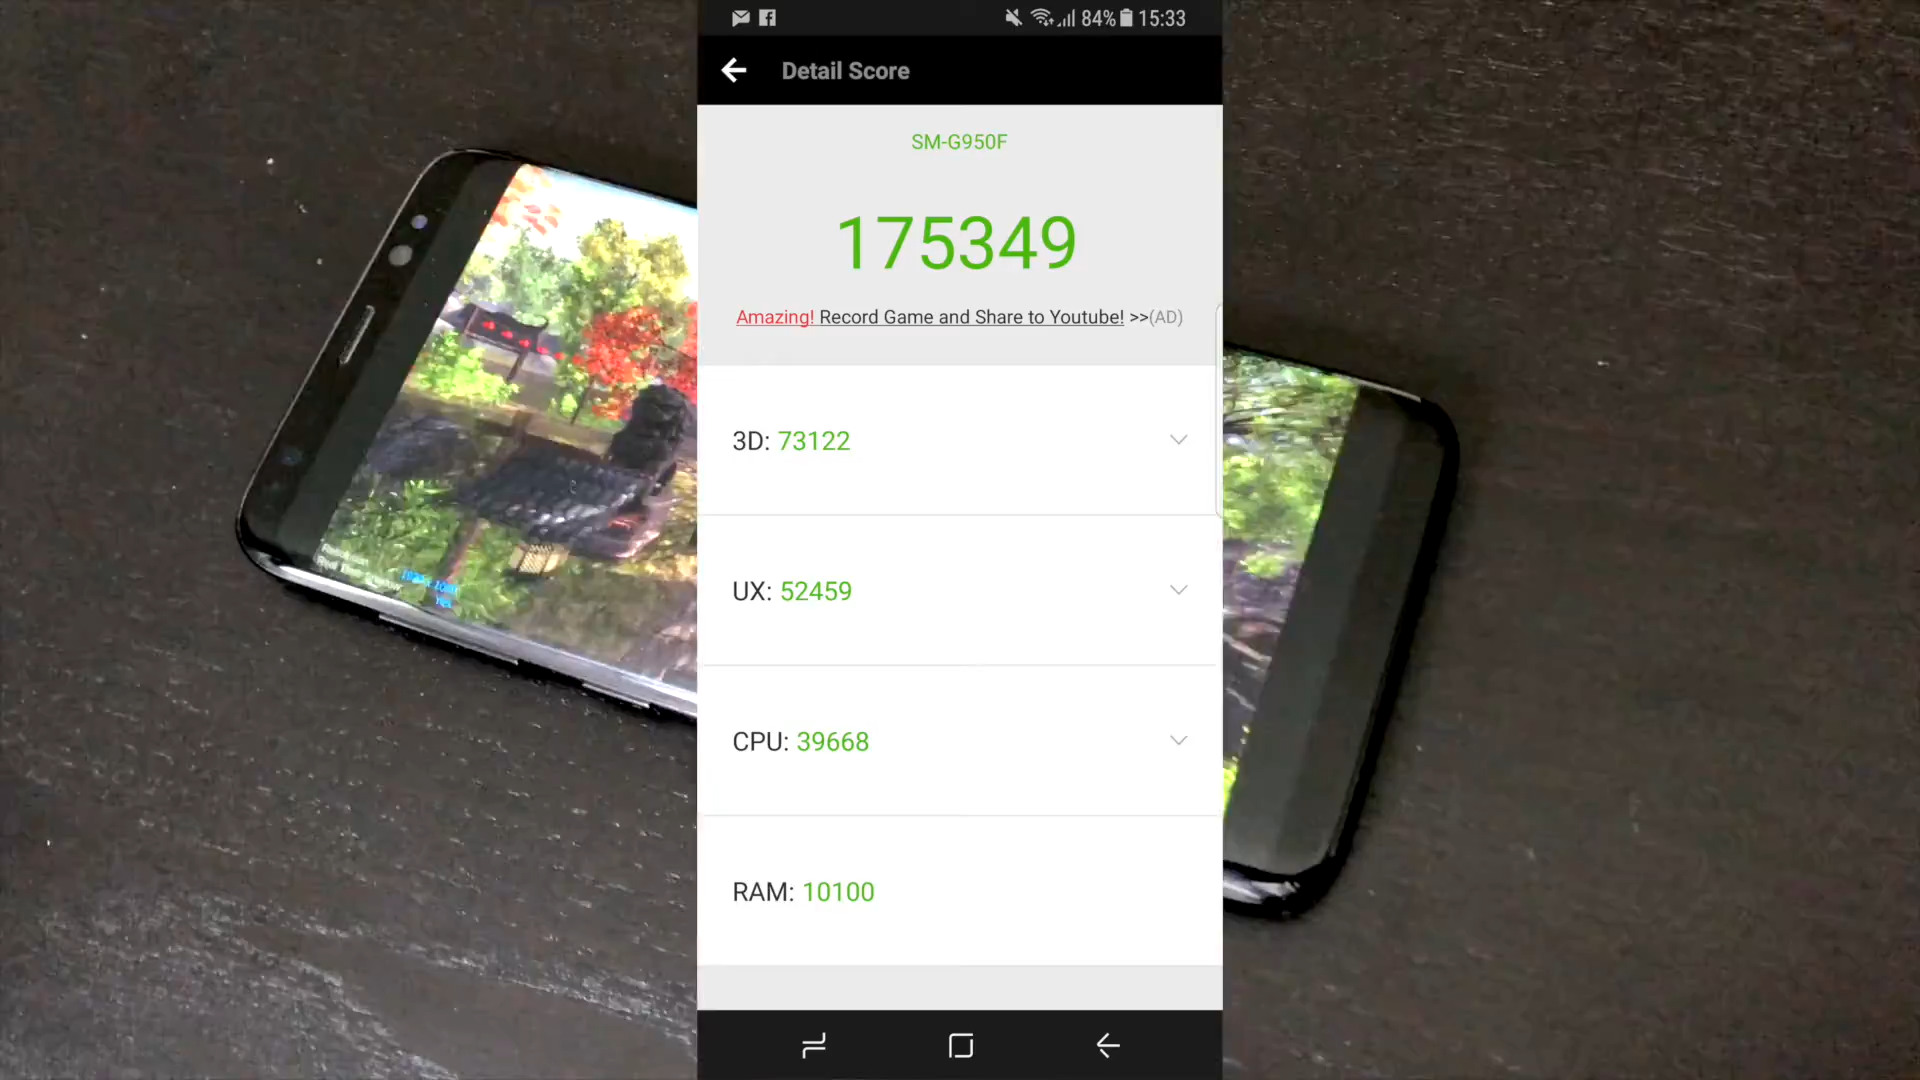 84% 15:33
Detail Score
SM-G950F
175349
Amazing! Record Game and Share to Youtube! >>(AD)
3D: 73122
UX: 52459
CPU: 39668
RAM: 10100
Yes